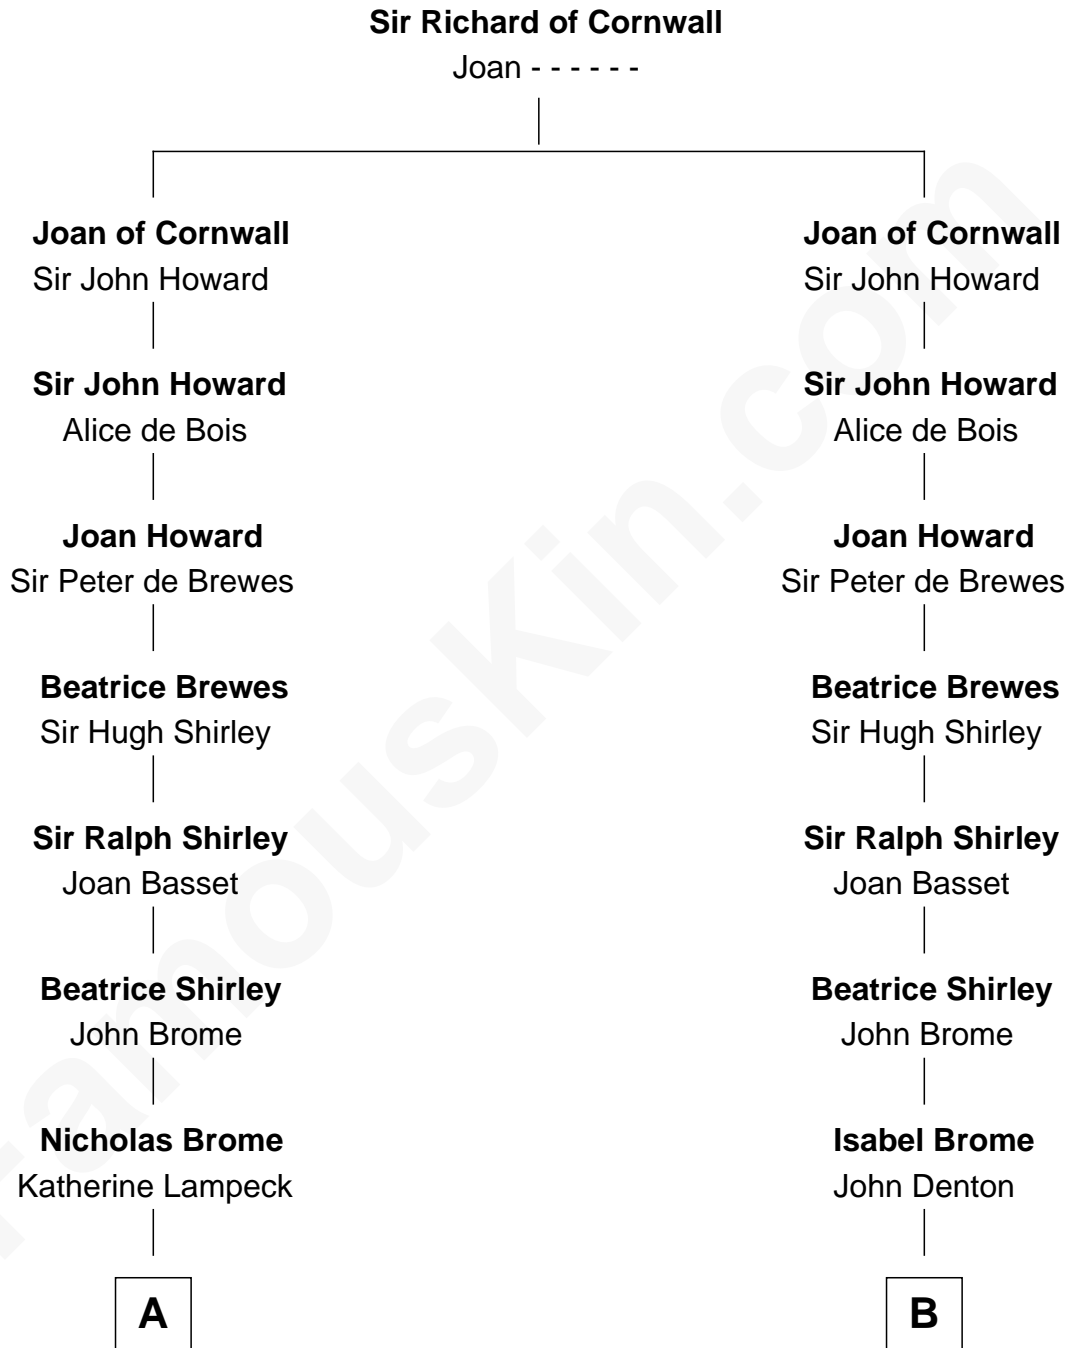 Sir Richard of Cornwall
Joan - - - - - -
Joan of Cornwall
Sir John Howard
Sir John Howard
Alice de Bois
Joan Howard
Sir Peter de Brewes
Beatrice Brewes
Sir Hugh Shirley
Sir Ralph Shirley
Joan Basset
Beatrice Shirley
John Brome
Nicholas Brome
Katherine Lampeck
A
Joan of Cornwall
Sir John Howard
Sir John Howard
Alice de Bois
Joan Howard
Sir Peter de Brewes
Beatrice Brewes
Sir Hugh Shirley
Sir Ralph Shirley
Joan Basset
Beatrice Shirley
John Brome
Isabel Brome
John Denton
B
FamousKin.com